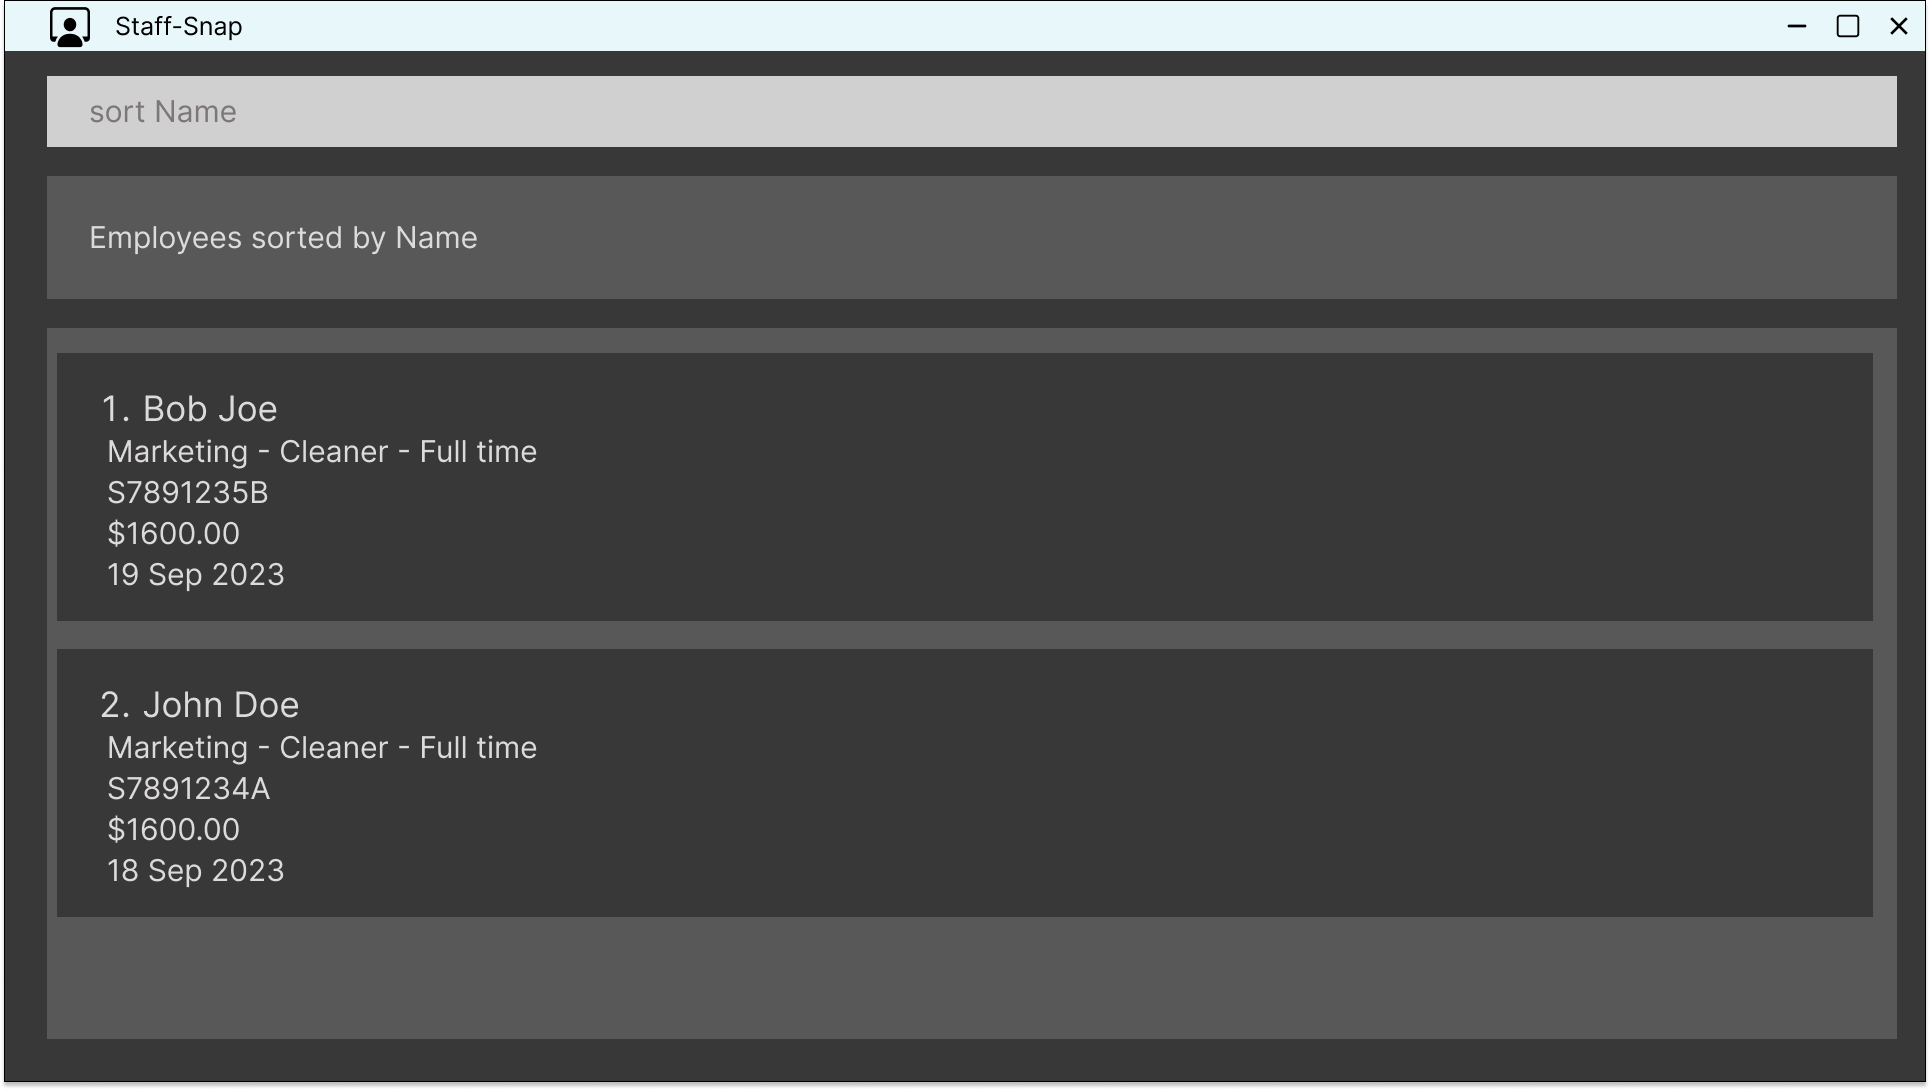 Staff-Snap
sort Name
Employees sorted by Name
1. Bob Joe
Marketing - Cleaner - Full time
S7891235B
$1600.00
19 Sep 2023
2. John Doe
Marketing - Cleaner - Full time
S7891234A
$1600.00
18 Sep 2023